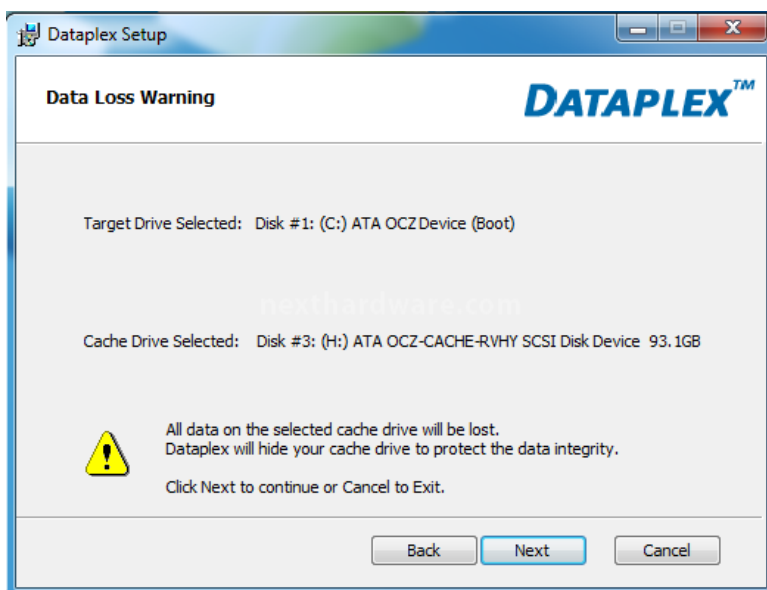 Dataplex Setup
Data Loss Warning
DATAPLEX™
Target Drive Selected: Disk #1: (C:) ATA OCZ Device (Boot)
nexthardware.com
Cache Drive Selected: Disk #3: (H:) ATA OCZ-CACHE-RVHY SCSI Disk Device 93.1GB
All data on the selected cache drive will be lost.
Dataplex will hide your cache drive to protect the data integrity.
Click Next to continue or Cancel to Exit.
Back Next Cancel